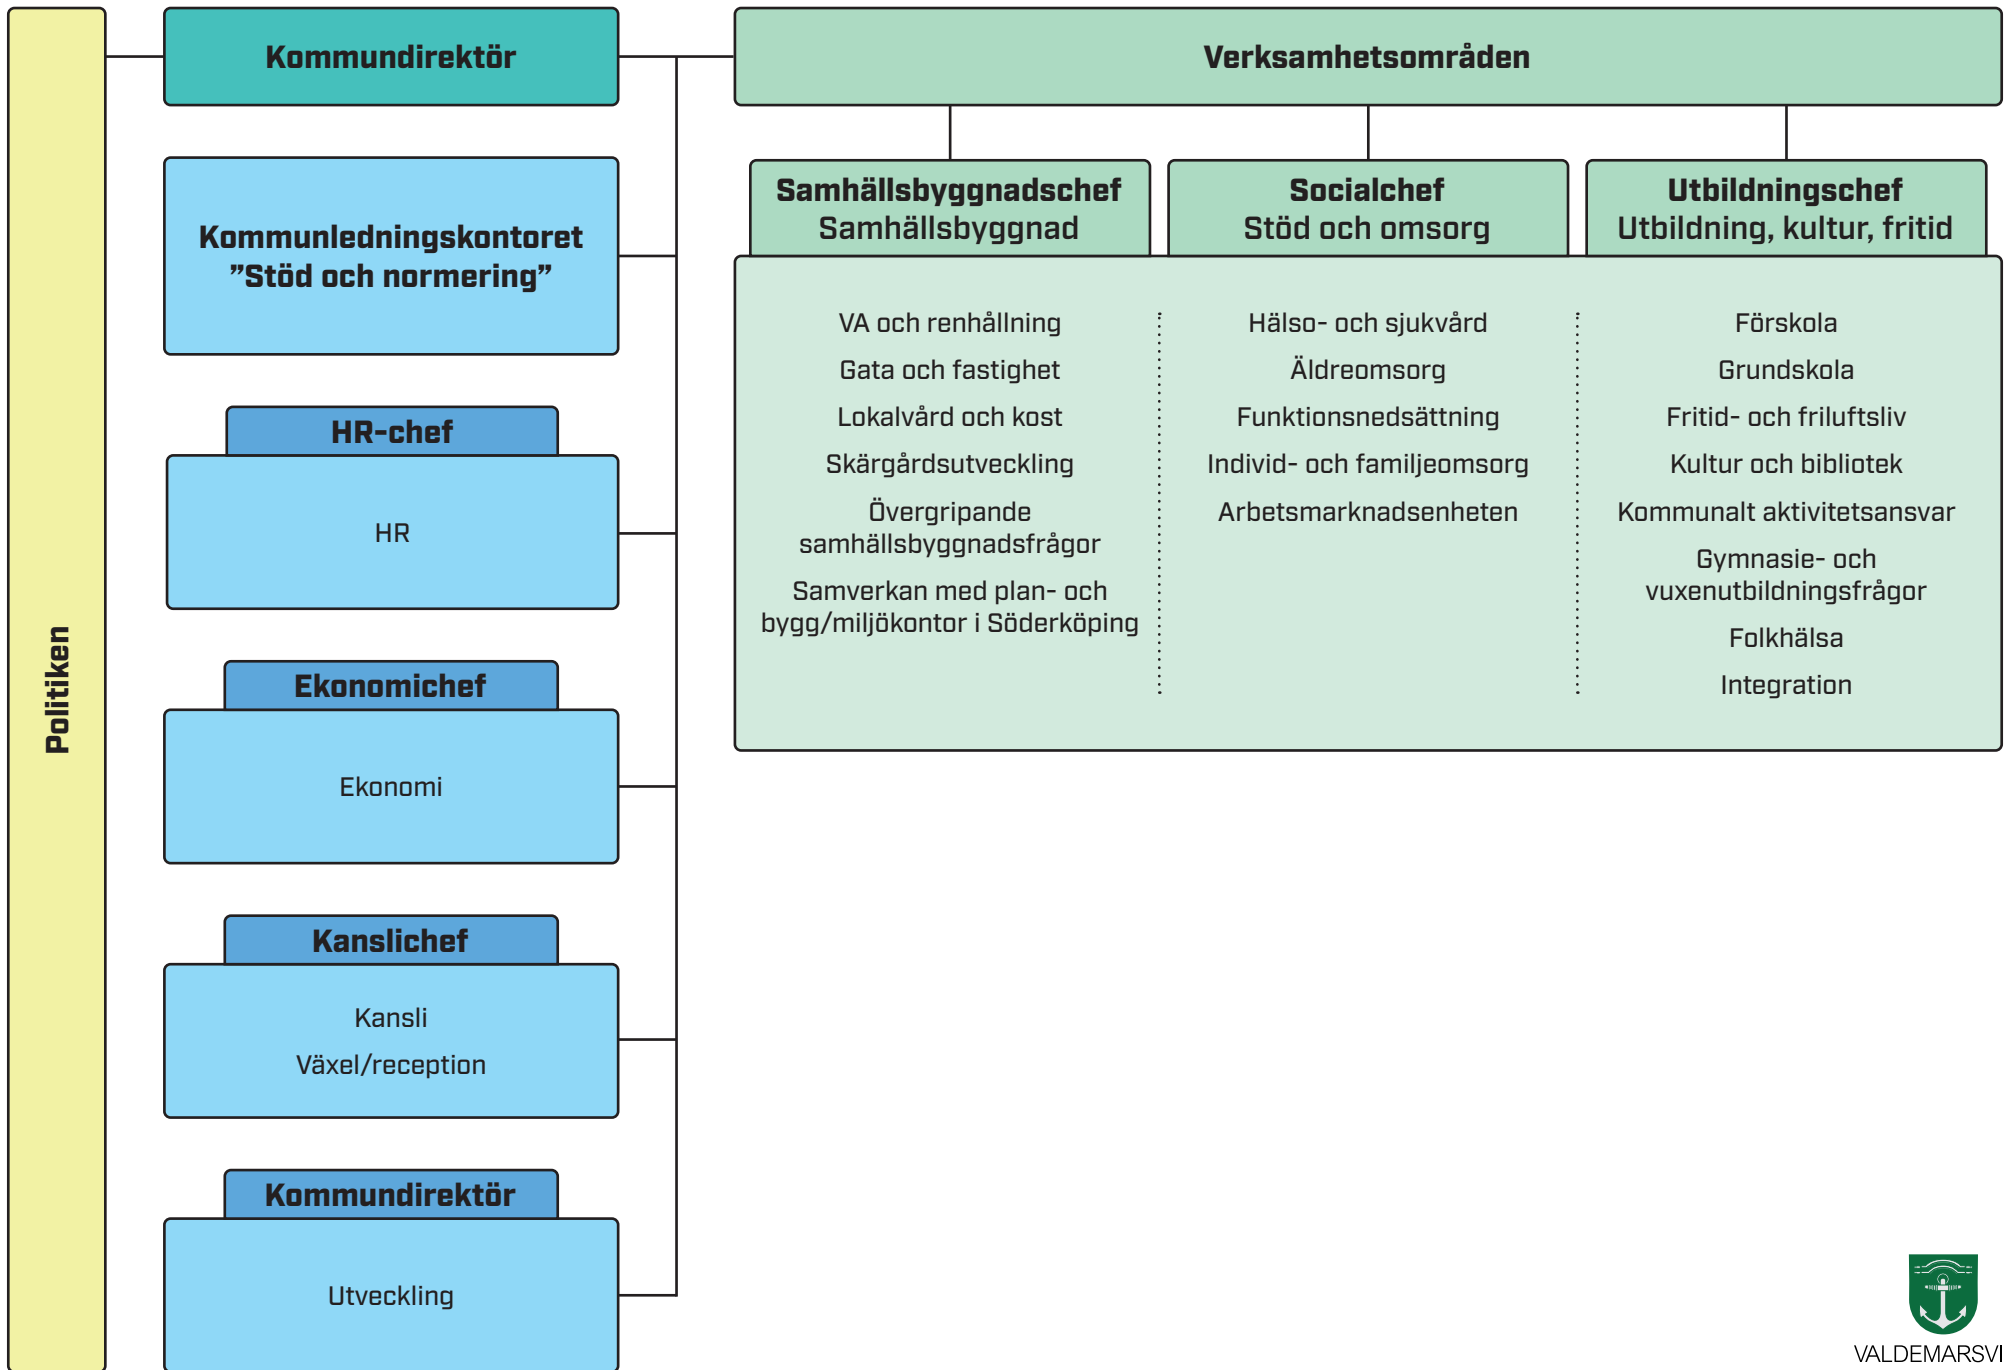 Politiken
Kommundirektör
Kommunledningskontoret
”Stöd och normering”
HR-chef
HR
Ekonomichef
Ekonomi
Kanslichef
Kansli
Växel/reception
Kommundirektör
Utveckling
Verksamhetsområden
Samhällsbyggnadschef
Samhällsbyggnad
VA och renhållning
Gata och fastighet
Lokalvård och kost
Skärgårdsutveckling
Övergripande
samhällsbyggnadsfrågor
Samverkan med plan- och
bygg/miljökontor i Söderköping
Socialchef
Stöd och omsorg
Hälso- och sjukvård
Äldreomsorg
Funktionsnedsättning
Individ- och familjeomsorg
Arbetsmarknadsenheten
Utbildningschef
Utbildning, kultur, fritid
Förskola
Grundskola
Fritid- och friluftsliv
Kultur och bibliotek
Kommunalt aktivitetsansvar
Gymnasie- och
vuxenutbildningsfrågor
Folkhälsa
Integration
VALDEMARSVI